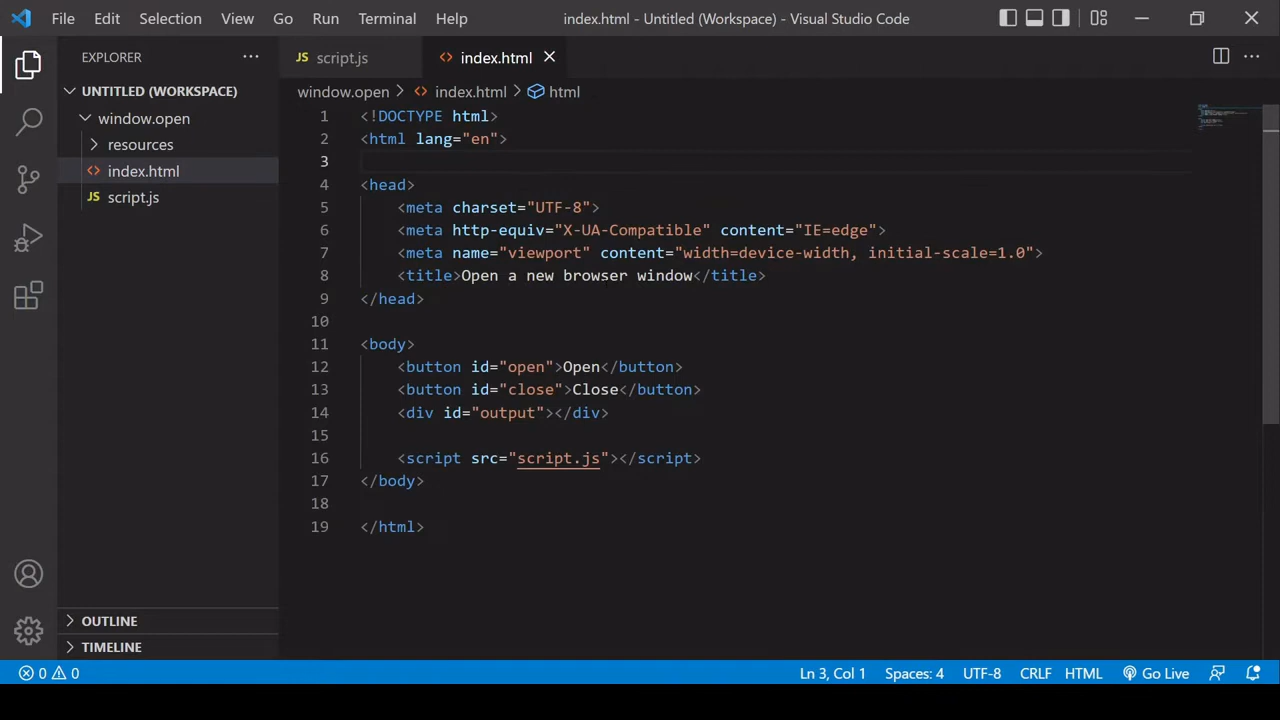 File Edit Selection View Go Run Terminal Help index.html - Untitled (Workspace) - Visual Studio Code
EXPLORER
UNTITLED (WORKSPACE)
window.open
resources
index.html
JS script.js
OUTLINE
TIMELINE
JS script.js index.html
window.open index.html html
1 <!DOCTYPE html>
2 <html lang="en">
3
4 <head>
5 <meta charset="UTF-8">
6 <meta http-equiv="X-UA-Compatible" content="IE=edge">
7 <meta name="viewport" content="width=device-width, initial-scale=1.0">
8 <title>Open a new browser window</title>
9 </head>
10
11 <body>
12 <button id="open">Open</button>
13 <button id="close">Close</button>
14 <div id="output"></div>
15
16 <script src="script.js"></script>
17 </body>
18
19 </html>
0 0 Ln 3, Col 1 Spaces: 4 UTF-8 CRLF HTML Go Live